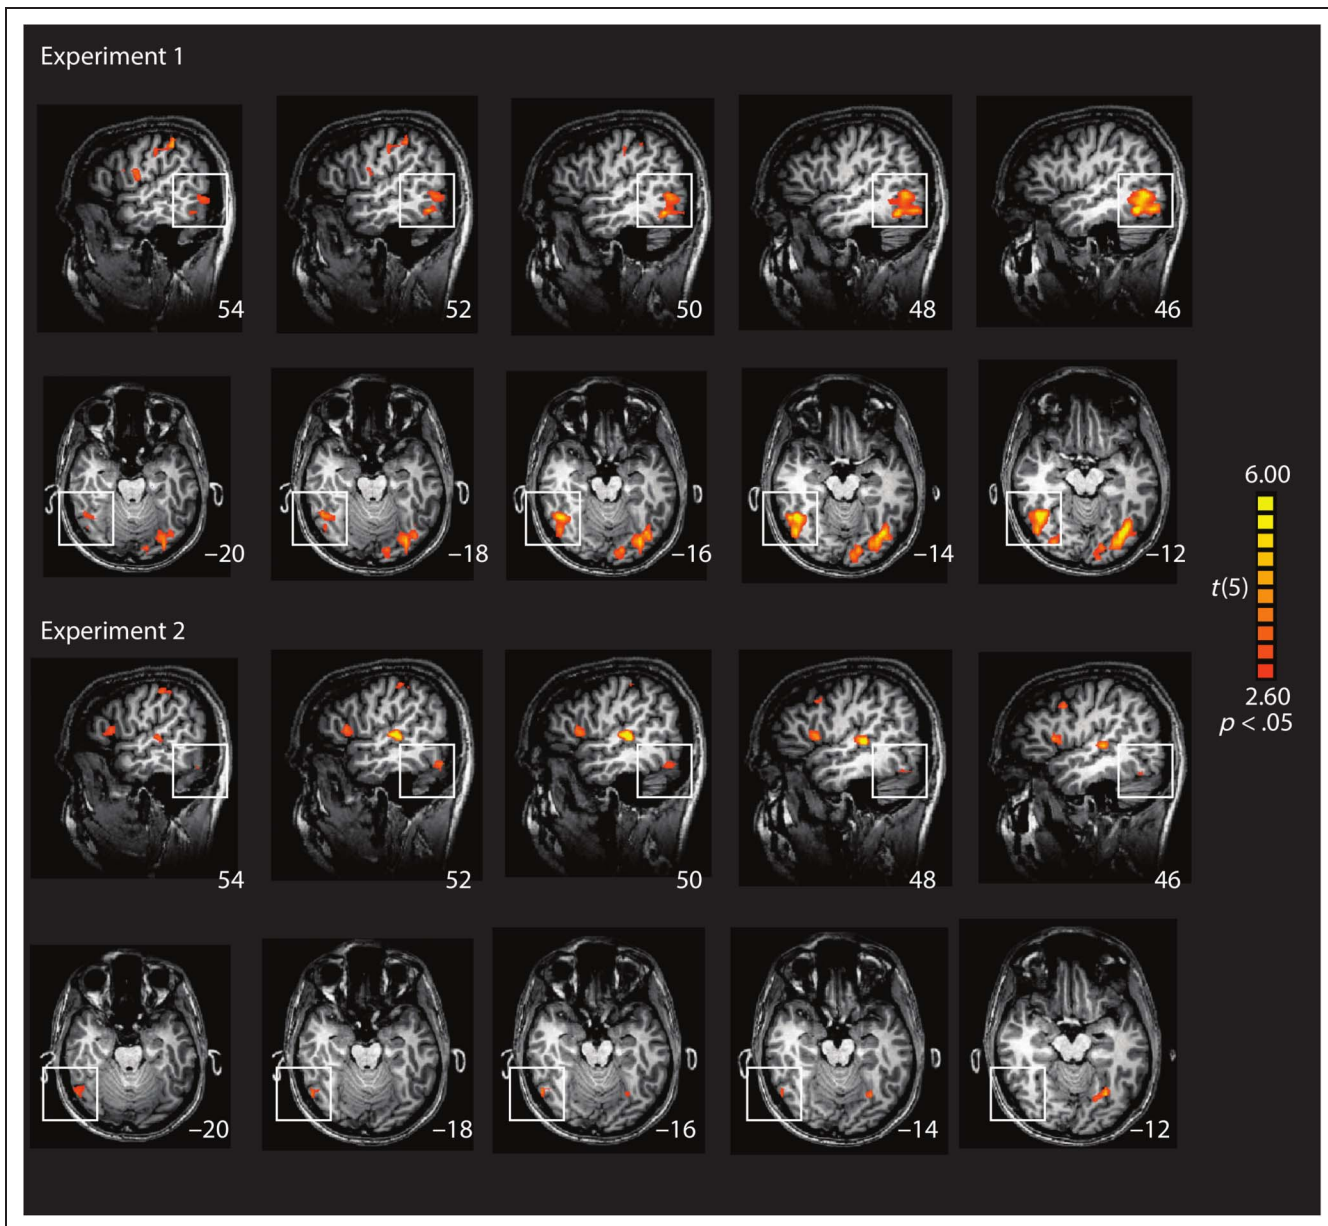 Experiment 1
54 52 50 48 46
–20 –18 –16 –14 –12
6.00
t(5)
Experiment 2
2.60
p < .05
54 52 50 48 46
–20 –18 –16 –14 –12